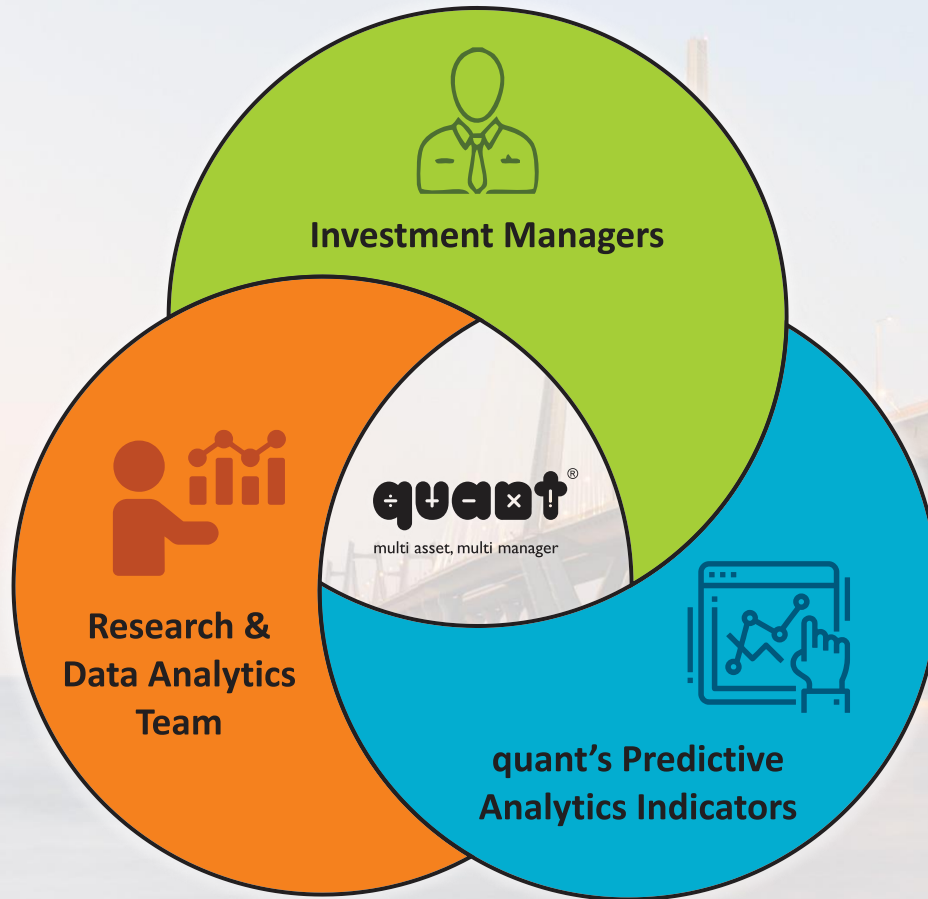 Investment Managers
quant®
multi asset, multi manager
Research &
Data Analytics
Team
quant’s Predictive
Analytics Indicators